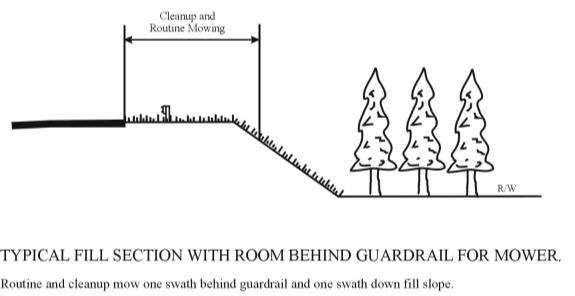 Cleanup and
Routine Mowing
R/W
TYPICAL FILL SECTION WITH ROOM BEHIND GUARDRAIL FOR MOWER.
Routine and cleanup mow one swath behind guardrail and one swath down fill slope.